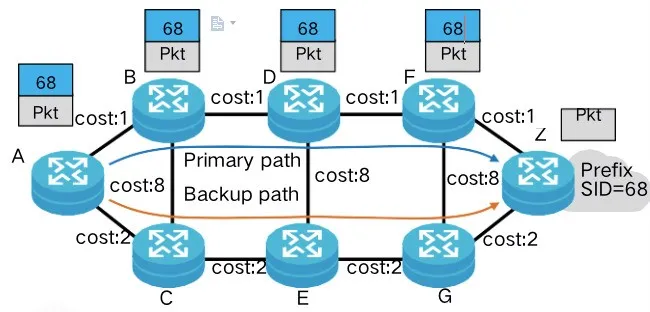 68
Pkt
68
Pkt
68
Pkt
68
Pkt
B
D
F
cost:1
cost:1
cost:1
cost:1
Pkt
Z
A
Primary path
cost:8
cost:8
cost:8
Backup path
Prefix
SID=68
cost:2
cost:2
cost:2
cost:2
C
E
G